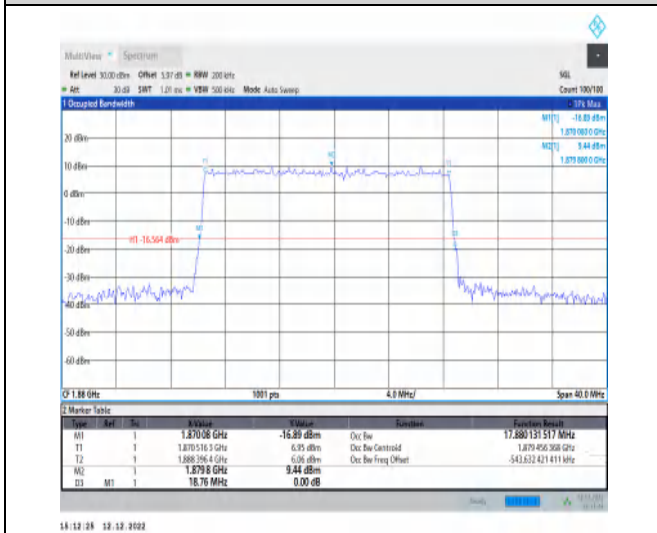 MultiView Spectrum
Ref Level 30.00 dBm Offset 5.97 dB RBW 200 kHz SGL
Att 30 dB SWT 1.01 ms VBW 500 kHz Mode Auto Sweep Count 100/100
1 Occupied Bandwidth 1Pk Max
M1[1] -16.89 dBm
1.870 080 0 GHz
M2[1] 9.44 dBm
1.879 800 0 GHz
20 dBm
10 dBm
0 dBm
-10 dBm
-20 dBm
H1 -16.564 dBm
-30 dBm
-40 dBm
-50 dBm
-60 dBm
CF 1.88 GHz 1001 pts 4.0 MHz/ Span 40.0 MHz
2 Marker Table
Type Ref Trc X-Value Y-Value Function Function Result
M1 1 1.870 08 GHz -16.89 dBm Occ Bw 17.880 131 517 MHz
T1 1 1.870 516 3 GHz 6.95 dBm Occ Bw Centroid 1.879 456 368 GHz
T2 1 1.888 396 4 GHz 6.06 dBm Occ Bw Freq Offset -543.632 421 411 kHz
M2 1 1.879 8 GHz 9.44 dBm
D3 M1 1 18.76 MHz 0.00 dB
Ready
15:12:25 12.12.2022